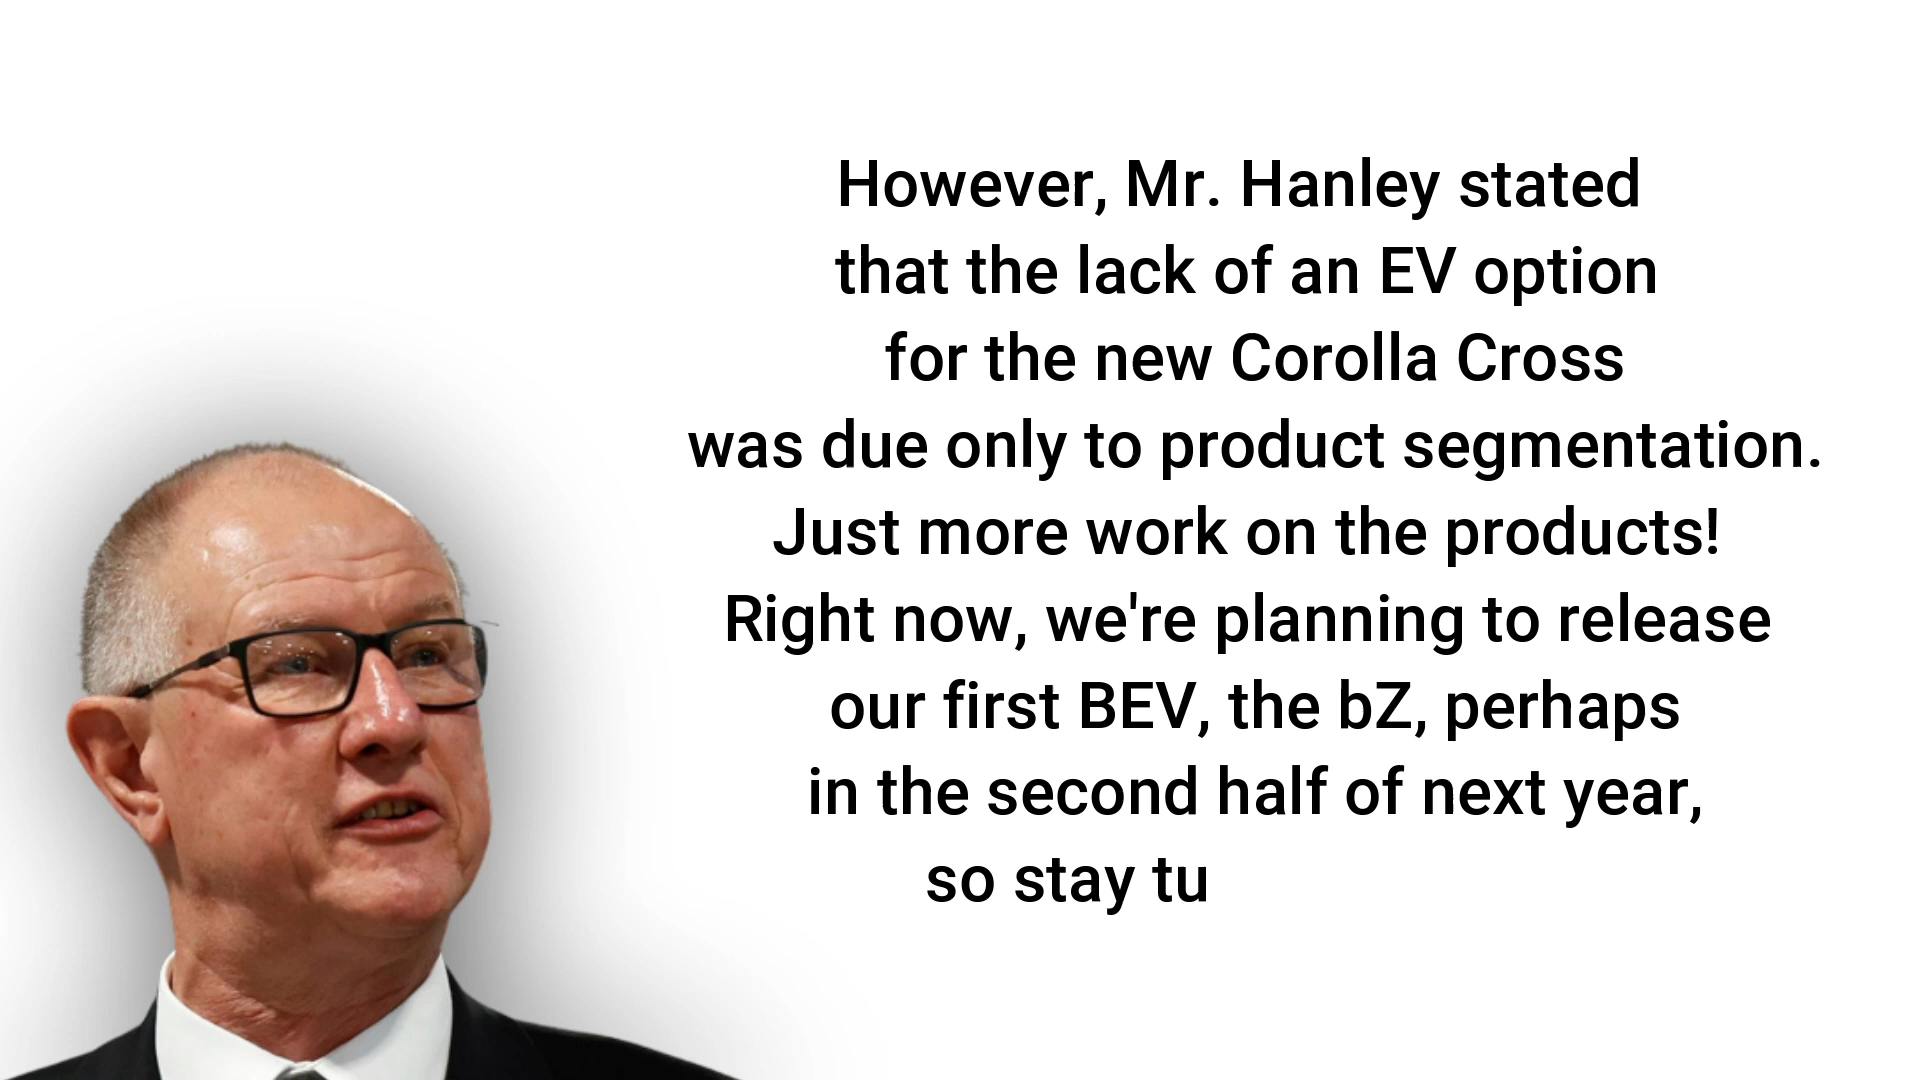 However, Mr. Hanley stated
that the lack of an EV option
for the new Corolla Cross
was due only to product segmentation.
Just more work on the products!
Right now, we're planning to release
our first BEV, the bZ, perhaps
in the second half of next year,
so stay tu